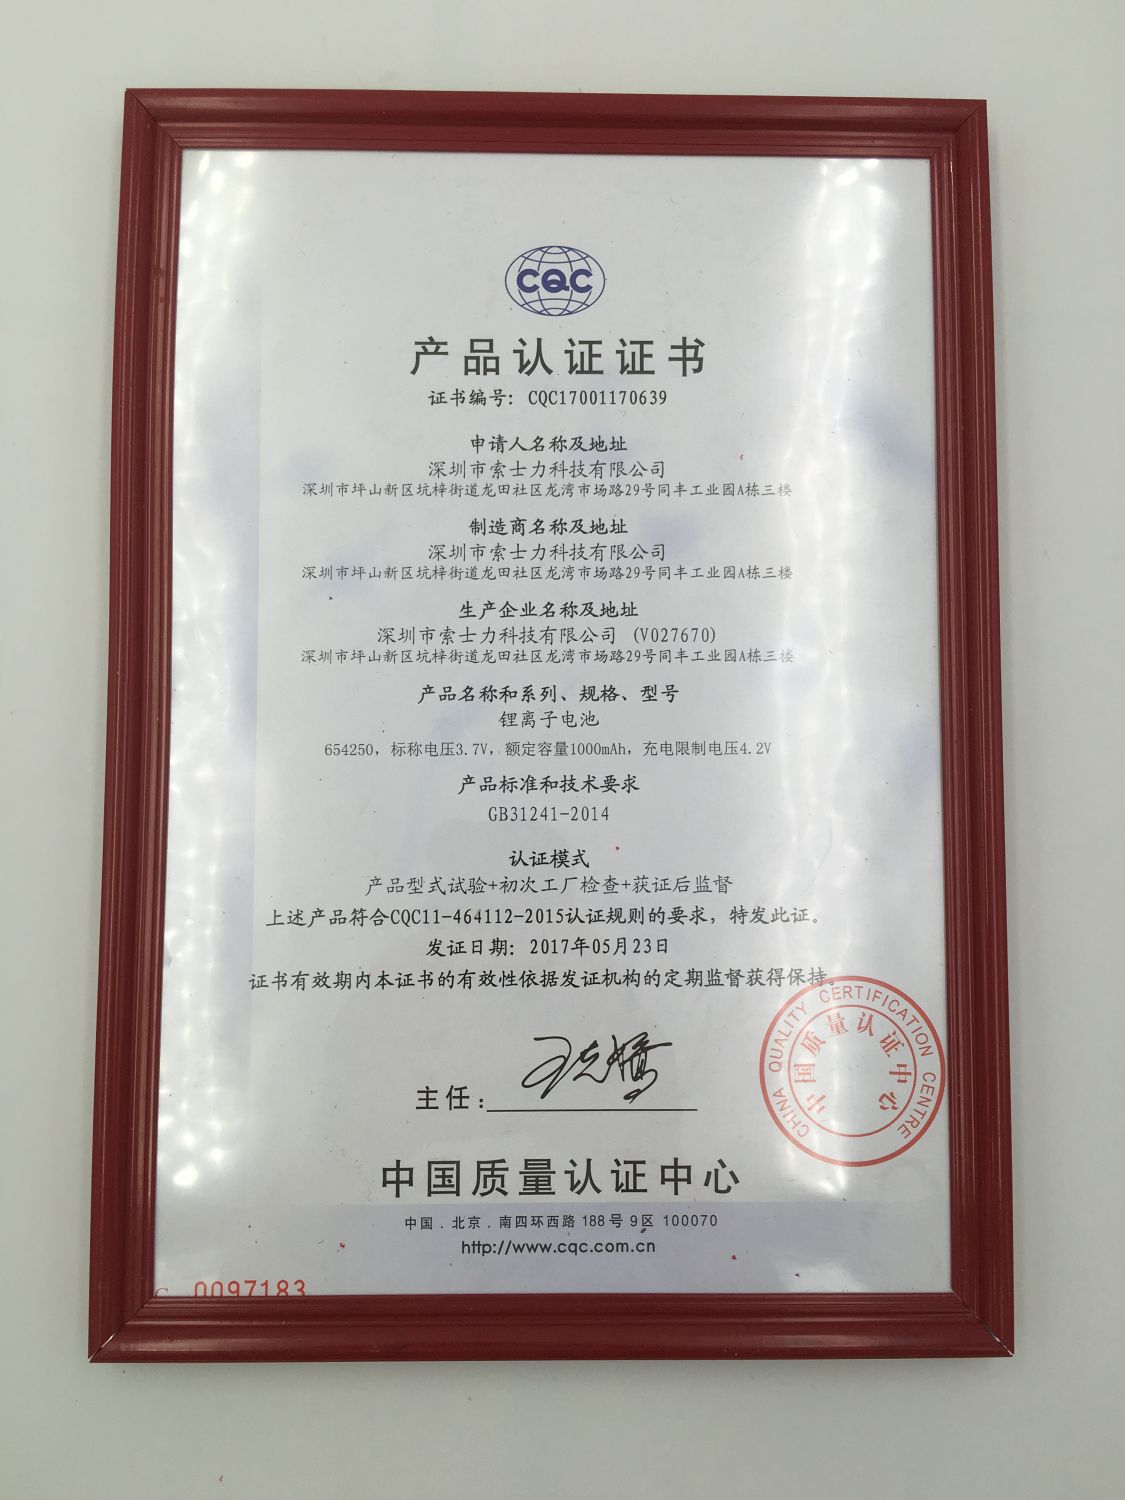 CQC
产品认证证书
证书编号: CQC17001170639
申请人名称及地址
深圳市索士力科技有限公司
深圳市坪山新区坑梓街道龙田社区龙湾市场路29号同丰工业园A栋三楼
制造商名称及地址
深圳市索士力科技有限公司
深圳市坪山新区坑梓街道龙田社区龙湾市场路29号同丰工业园A栋三楼
生产企业名称及地址
深圳市索士力科技有限公司 (V027670)
深圳市坪山新区坑梓街道龙田社区龙湾市场路29号同丰工业园A栋三楼
产品名称和系列、规格、型号
锂离子电池
654250，标称电压3.7V，额定容量1000mAh，充电限制电压4.2V
产品标准和技术要求
GB31241-2014
认证模式
产品型式试验+初次工厂检查+获证后监督
上述产品符合CQC11-464112-2015认证规则的要求，特发此证。
发证日期: 2017年05月23日
证书有效期内本证书的有效性依据发证机构的定期监督获得保持。
CHINA QUALITY CERTIFICATION CENTRE
中国质量认证中心
主任:
中国质量认证中心
中国．北京．南四环西路 188号 9区 100070
http://www.cqc.com.cn
0097183